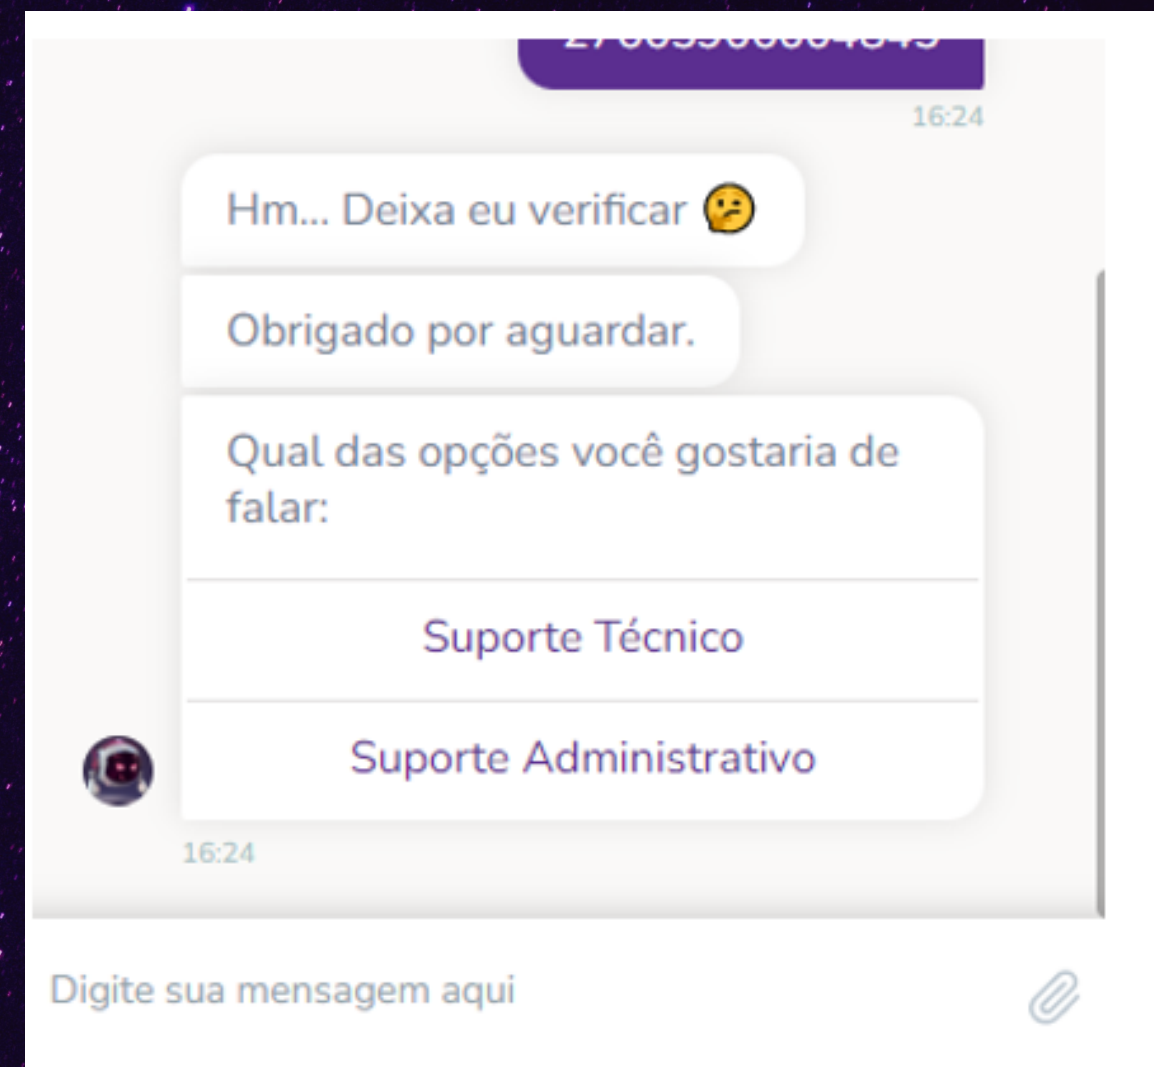 16:24
Hm... Deixa eu verificar 🤔
Obrigado por aguardar.
Qual das opções você gostaria de
falar:
Suporte Técnico
Suporte Administrativo
16:24
Digite sua mensagem aqui